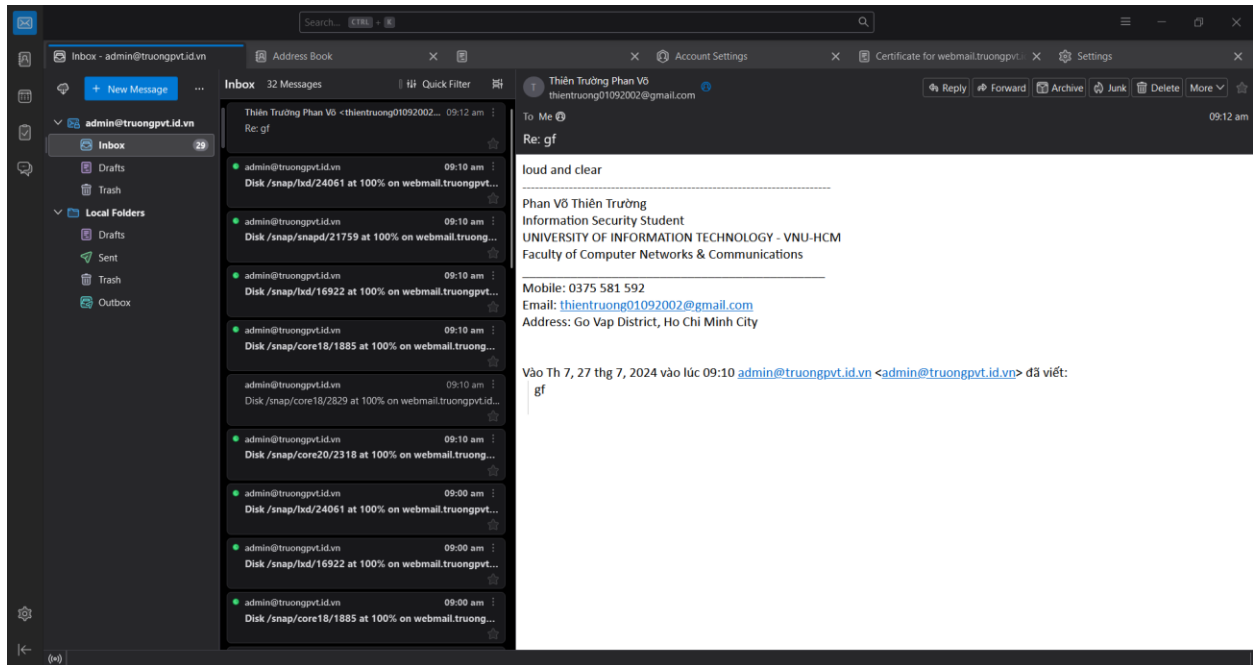 Search... CTRL + K
Inbox - admin@truongpvt.id.vn
Address Book
Account Settings
Certificate for webmail.truongpvt.i
Settings
+ New Message
admin@truongpvt.id.vn
Inbox 29
Drafts
Trash
Local Folders
Drafts
Sent
Trash
Outbox
Inbox 32 Messages Quick Filter
Thiên Trường Phan Võ <thientruong01092002... 09:12 am
Re: gf
admin@truongpvt.id.vn 09:10 am
Disk /snap/lxd/24061 at 100% on webmail.truongpvt...
admin@truongpvt.id.vn 09:10 am
Disk /snap/snapd/21759 at 100% on webmail.truong...
admin@truongpvt.id.vn 09:10 am
Disk /snap/lxd/16922 at 100% on webmail.truongpvt...
admin@truongpvt.id.vn 09:10 am
Disk /snap/core18/1885 at 100% on webmail.truong...
admin@truongpvt.id.vn 09:10 am
Disk /snap/core18/2829 at 100% on webmail.truongpvt.id...
admin@truongpvt.id.vn 09:10 am
Disk /snap/core20/2318 at 100% on webmail.truong...
admin@truongpvt.id.vn 09:00 am
Disk /snap/lxd/24061 at 100% on webmail.truongpvt...
admin@truongpvt.id.vn 09:00 am
Disk /snap/lxd/16922 at 100% on webmail.truongpvt...
admin@truongpvt.id.vn 09:00 am
Disk /snap/core18/1885 at 100% on webmail.truong...
T
Thiên Trường Phan Võ
thientruong01092002@gmail.com
Reply Forward Archive Junk Delete More
To Me 09:12 am
Re: gf
loud and clear
Phan Võ Thiên Trường
Information Security Student
UNIVERSITY OF INFORMATION TECHNOLOGY - VNU-HCM
Faculty of Computer Networks & Communications
Mobile: 0375 581 592
Email: thientruong01092002@gmail.com
Address: Go Vap District, Ho Chi Minh City
Vào Th 7, 27 thg 7, 2024 vào lúc 09:10 admin@truongpvt.id.vn <admin@truongpvt.id.vn> đã viết:
gf